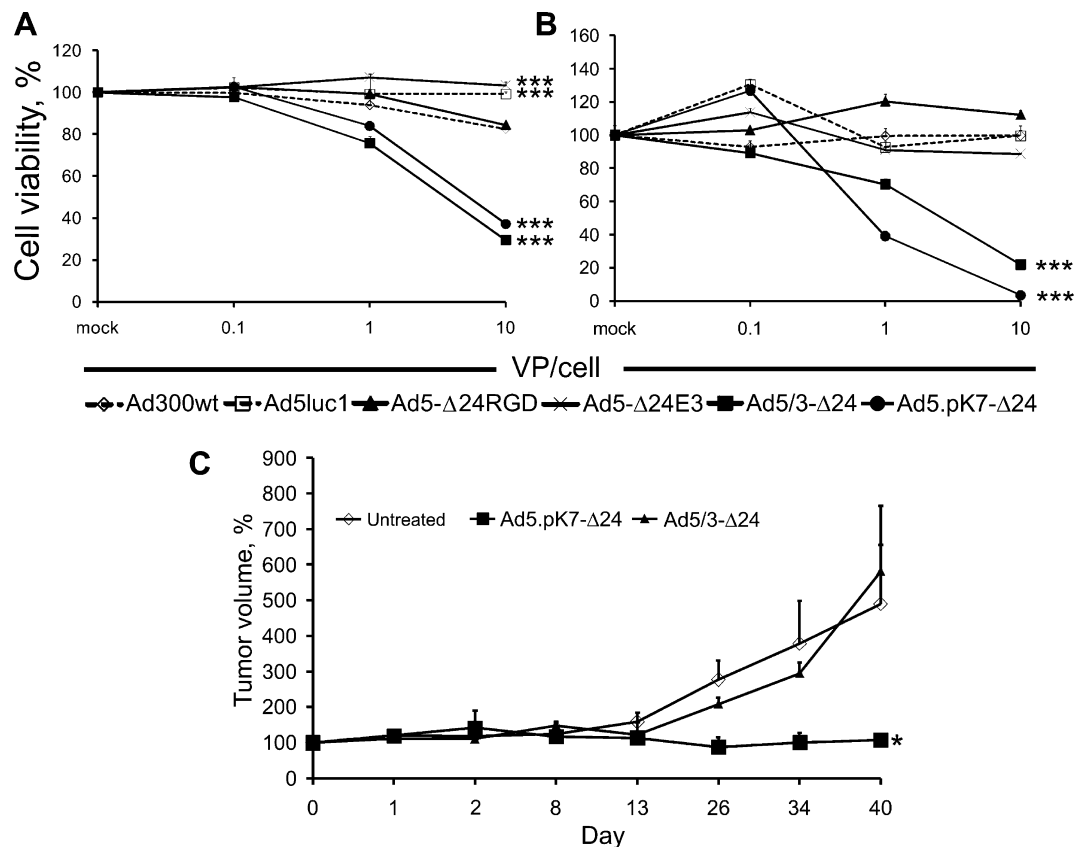 A
B
Cell viability, %
120
100
80
60
40
20
0
mock 0.1 1 10
***
***
***
***
160
140
120
100
80
60
40
20
0
mock 0.1 1 10
***
***
VP/cell
Ad300wt Ad5luc1 Ad5-Δ24RGD Ad5-Δ24E3 Ad5/3-Δ24 Ad5.pK7-Δ24
C
Tumor volume, %
900
800
700
600
500
400
300
200
100
0
Untreated Ad5.pK7-Δ24 Ad5/3-Δ24
*
0 1 2 8 13 26 34 40
Day